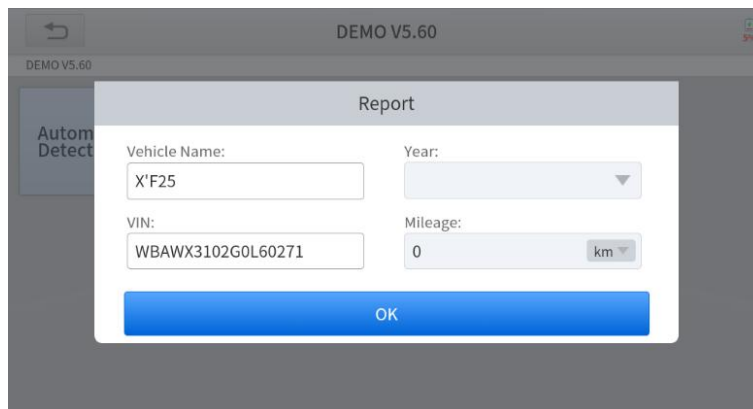 DEMO V5.60
DEMO V5.60
Autom
Detect
Report
Vehicle Name:
Year:
X'F25
VIN:
Mileage:
WBAWX3102G0L60271
0
km
OK